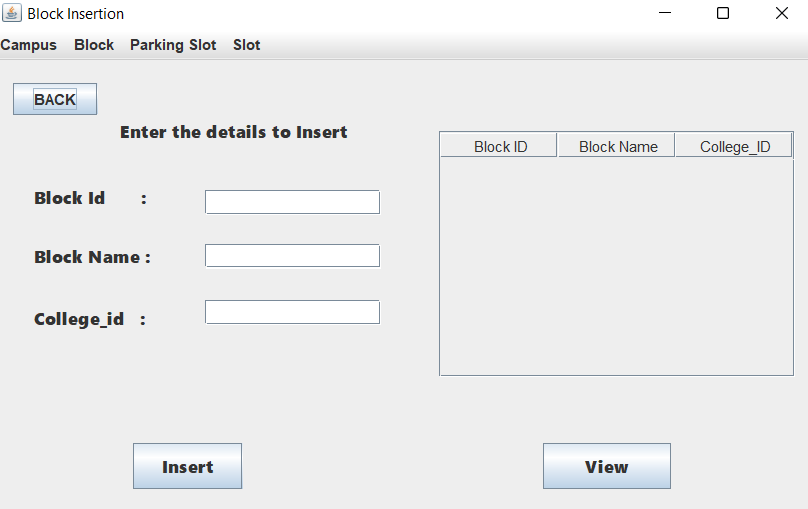 Block Insertion
Campus Block Parking Slot Slot
BACK
Enter the details to Insert
Block ID Block Name College_ID
Block Id :
Block Name :
College_id :
Insert View